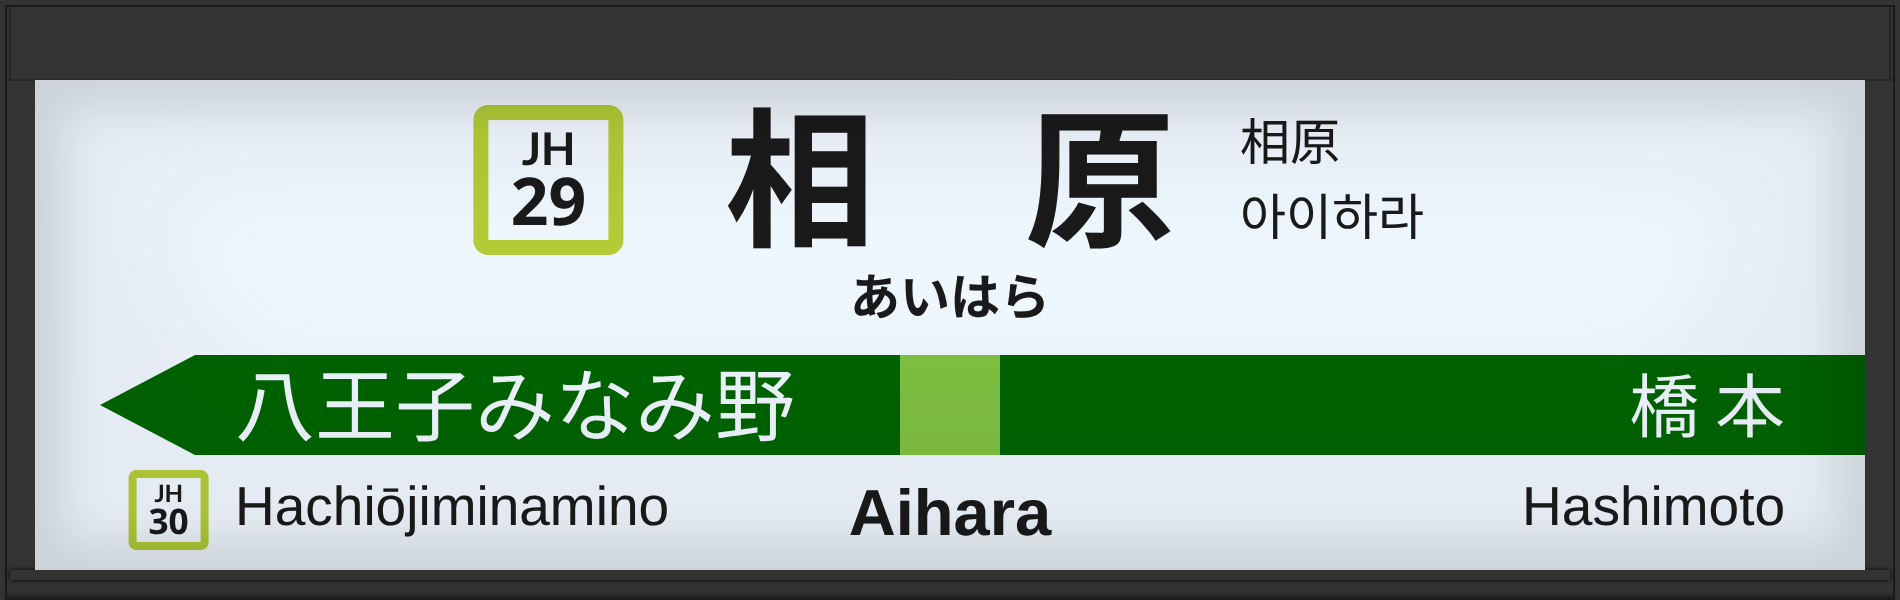 JH
29
相原
相原
아이하라
あいはら
八王子みなみ野
橋本
JH
30
Hachiōjiminamino
Aihara
Hashimoto